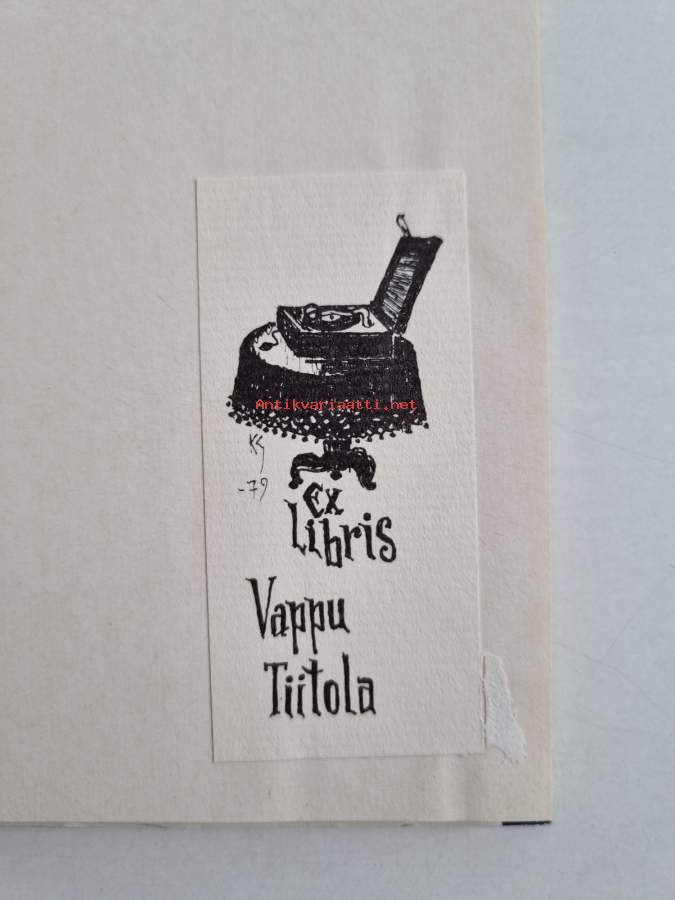 Antikvariaatti.net
KS
-79
Ex
Libris
Vappu
Tiitola